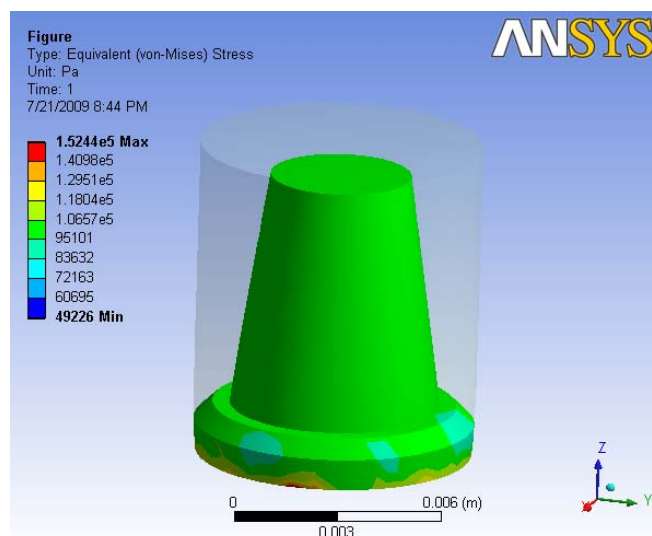 Figure
Type: Equivalent (von-Mises) Stress
Unit: Pa
Time: 1
7/21/2009 8:44 PM
ANSYS
1.5244e5 Max
1.4098e5
1.2951e5
1.1804e5
1.0657e5
95101
83632
72163
60695
49226 Min
0
0.006 (m)
0.003
Z
Y